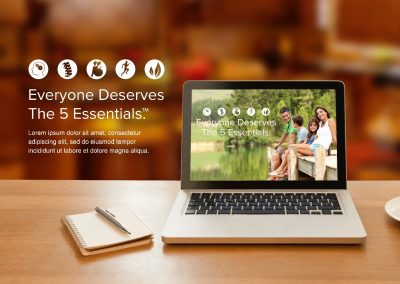 Everyone Deserves
The 5 Essentials.™
Lorem ipsum dolor sit amet, consectetur
adipiscing elit, sed do eiusmod tempor
incididunt ut labore et dolore magna aliqua.
Everyone Deserves
The 5 Essentials.